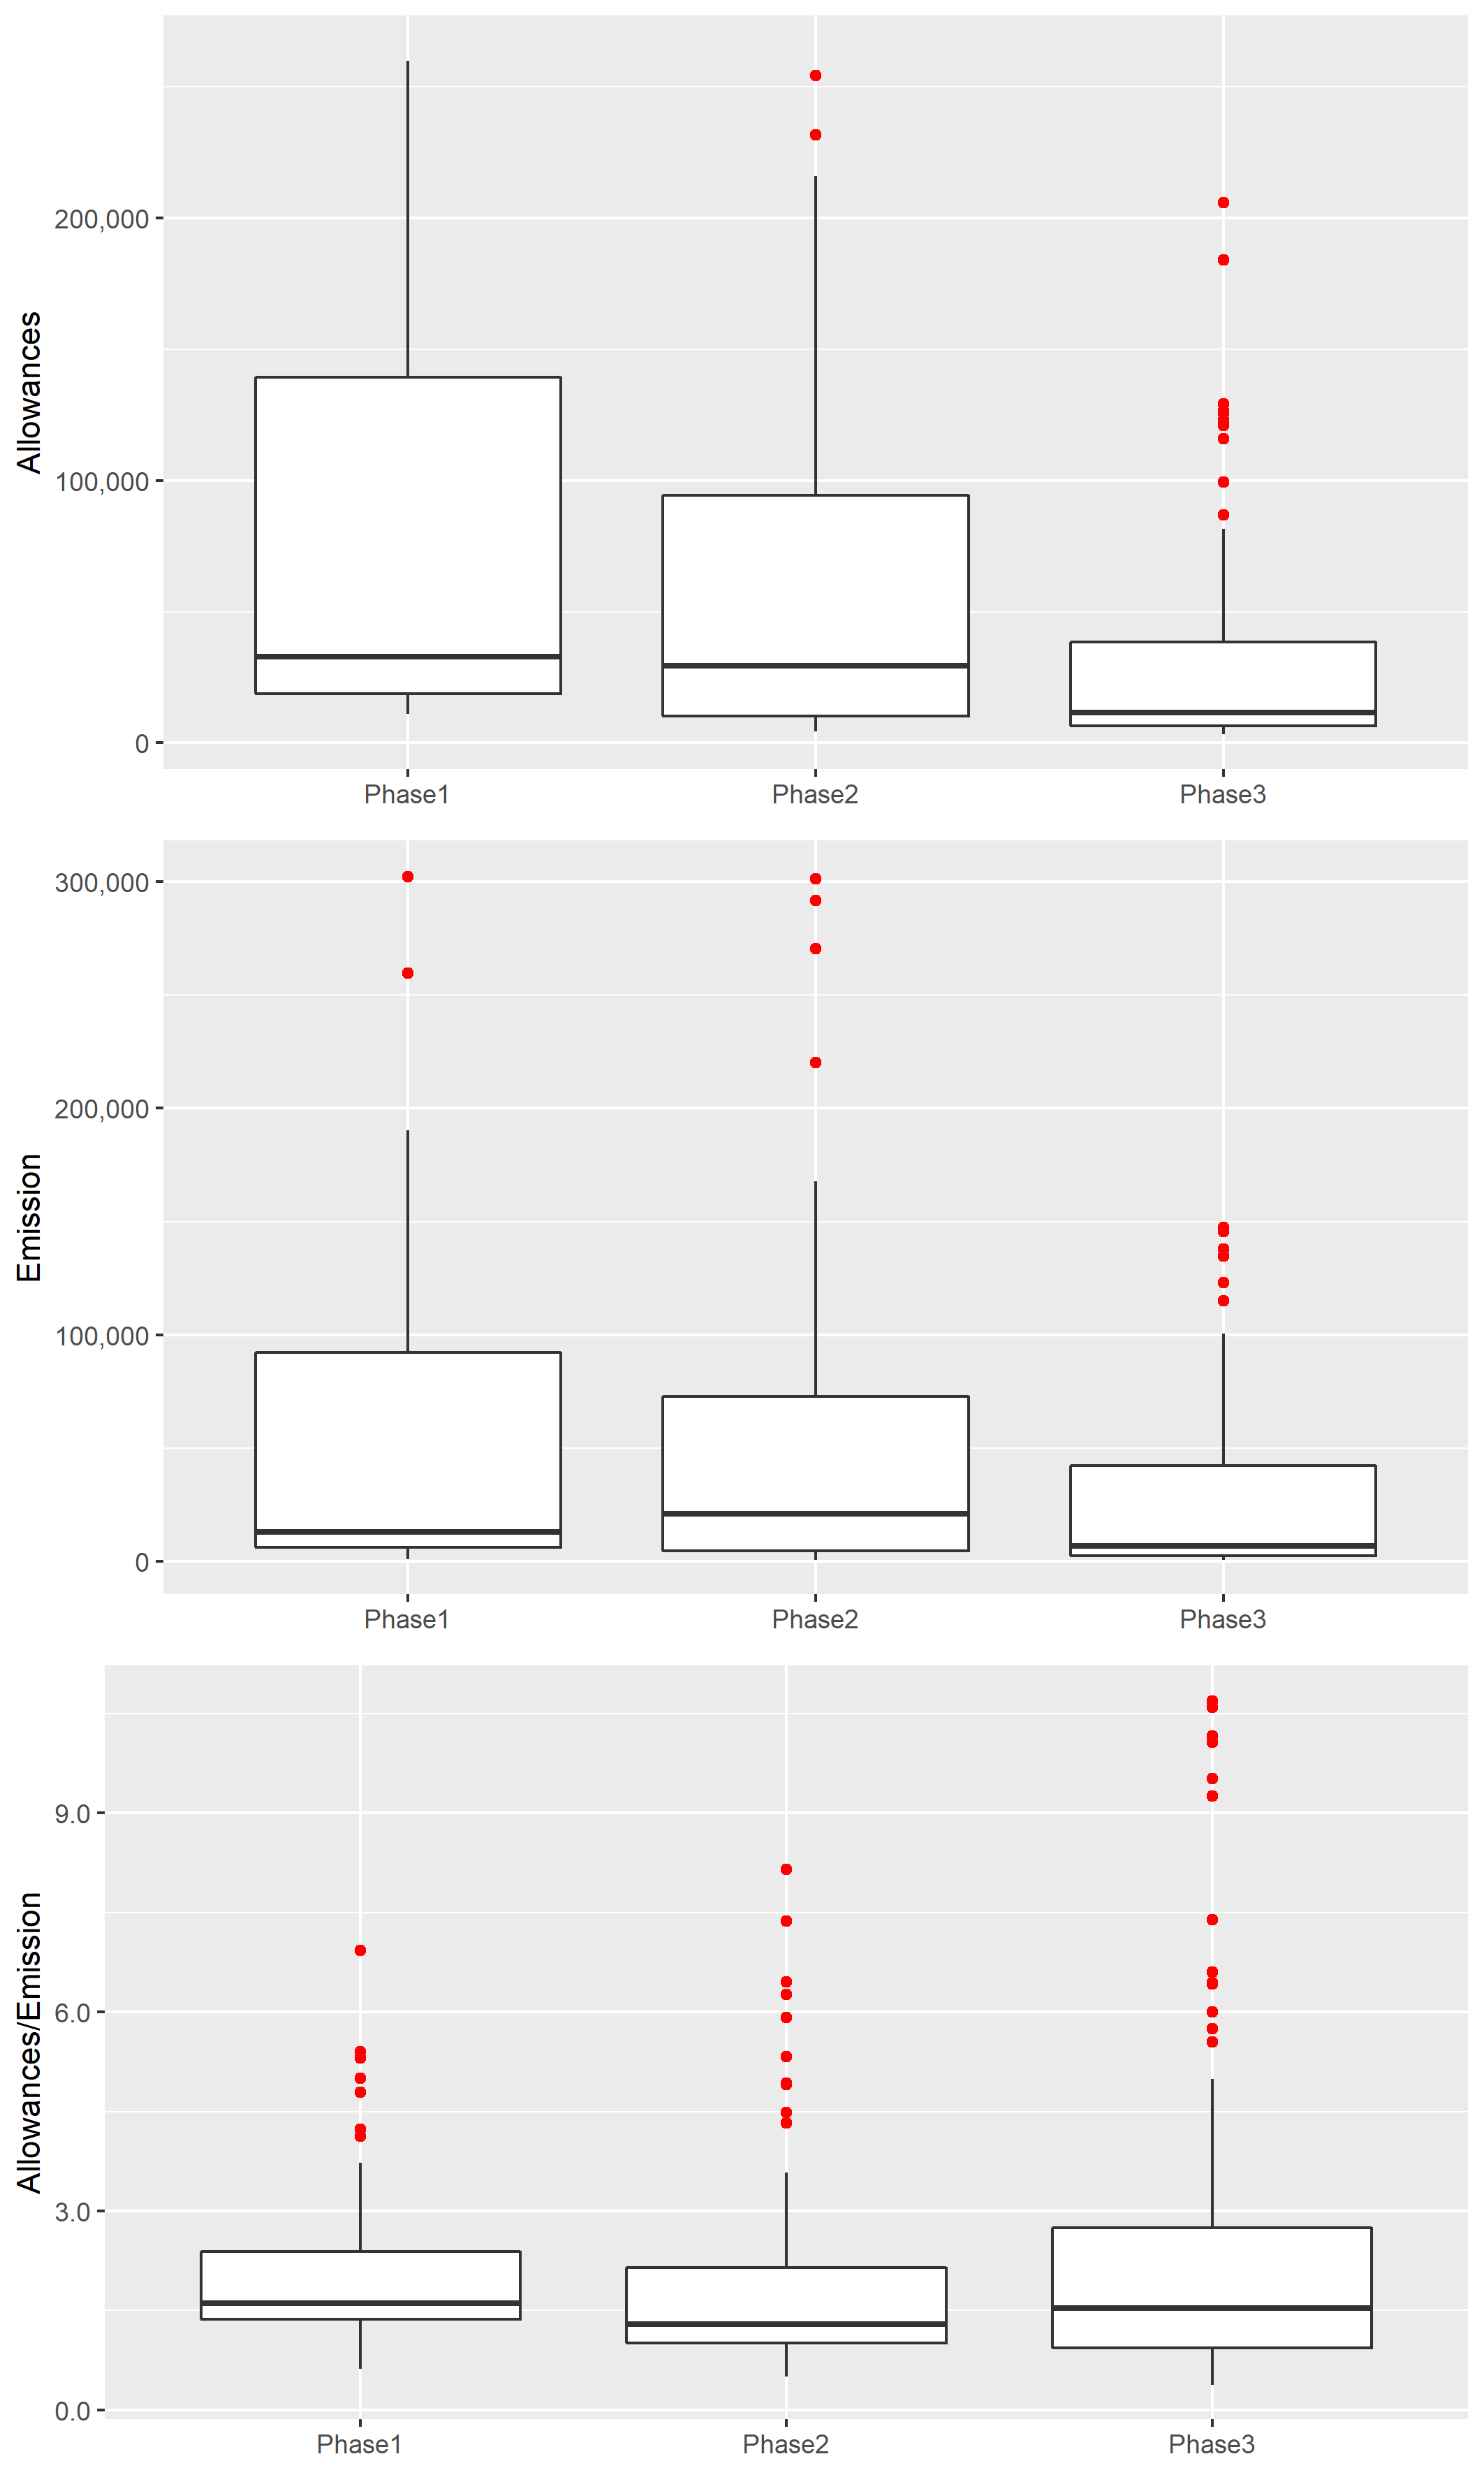 Allowances
200,000
100,000
0
Phase1 Phase2 Phase3
Emission
300,000
200,000
100,000
0
Phase1 Phase2 Phase3
Allowances/Emission
9.0
6.0
3.0
0.0
Phase1 Phase2 Phase3